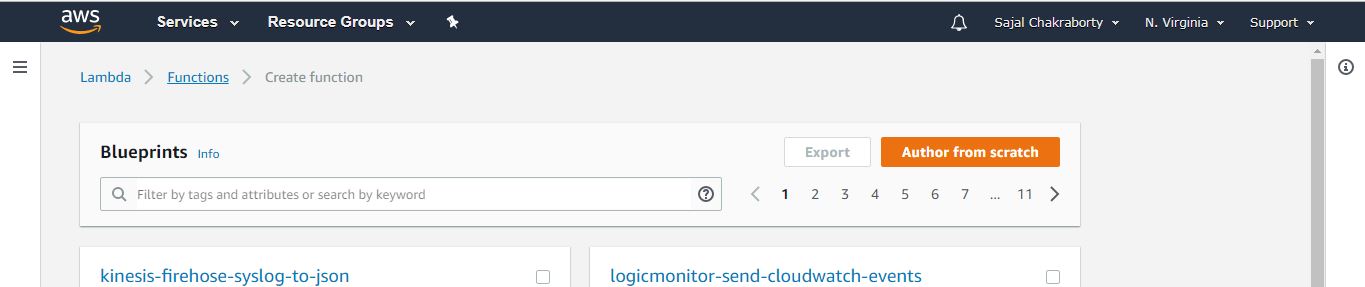 aws Services Resource Groups Sajal Chakraborty N. Virginia Support
Lambda Functions Create function
Blueprints Info Export Author from scratch
Filter by tags and attributes or search by keyword 1 2 3 4 5 6 7 ... 11
kinesis-firehose-syslog-to-json logicmonitor-send-cloudwatch-events